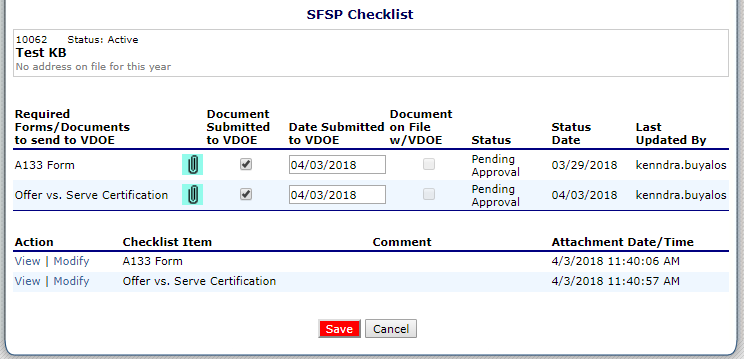 SFSP Checklist
10062 Status: Active
Test KB
No address on file for this year
Required Forms/Documents to send to VDOE Document Submitted to VDOE Date Submitted to VDOE Document on File w/VDOE Status Status Date Last Updated By
A133 Form 04/03/2018 Pending Approval 03/29/2018 kenndra.buyalos
Offer vs. Serve Certification 04/03/2018 Pending Approval 04/03/2018 kenndra.buyalos
Action Checklist Item Comment Attachment Date/Time
View | Modify A133 Form 4/3/2018 11:40:06 AM
View | Modify Offer vs. Serve Certification 4/3/2018 11:40:57 AM
Save Cancel